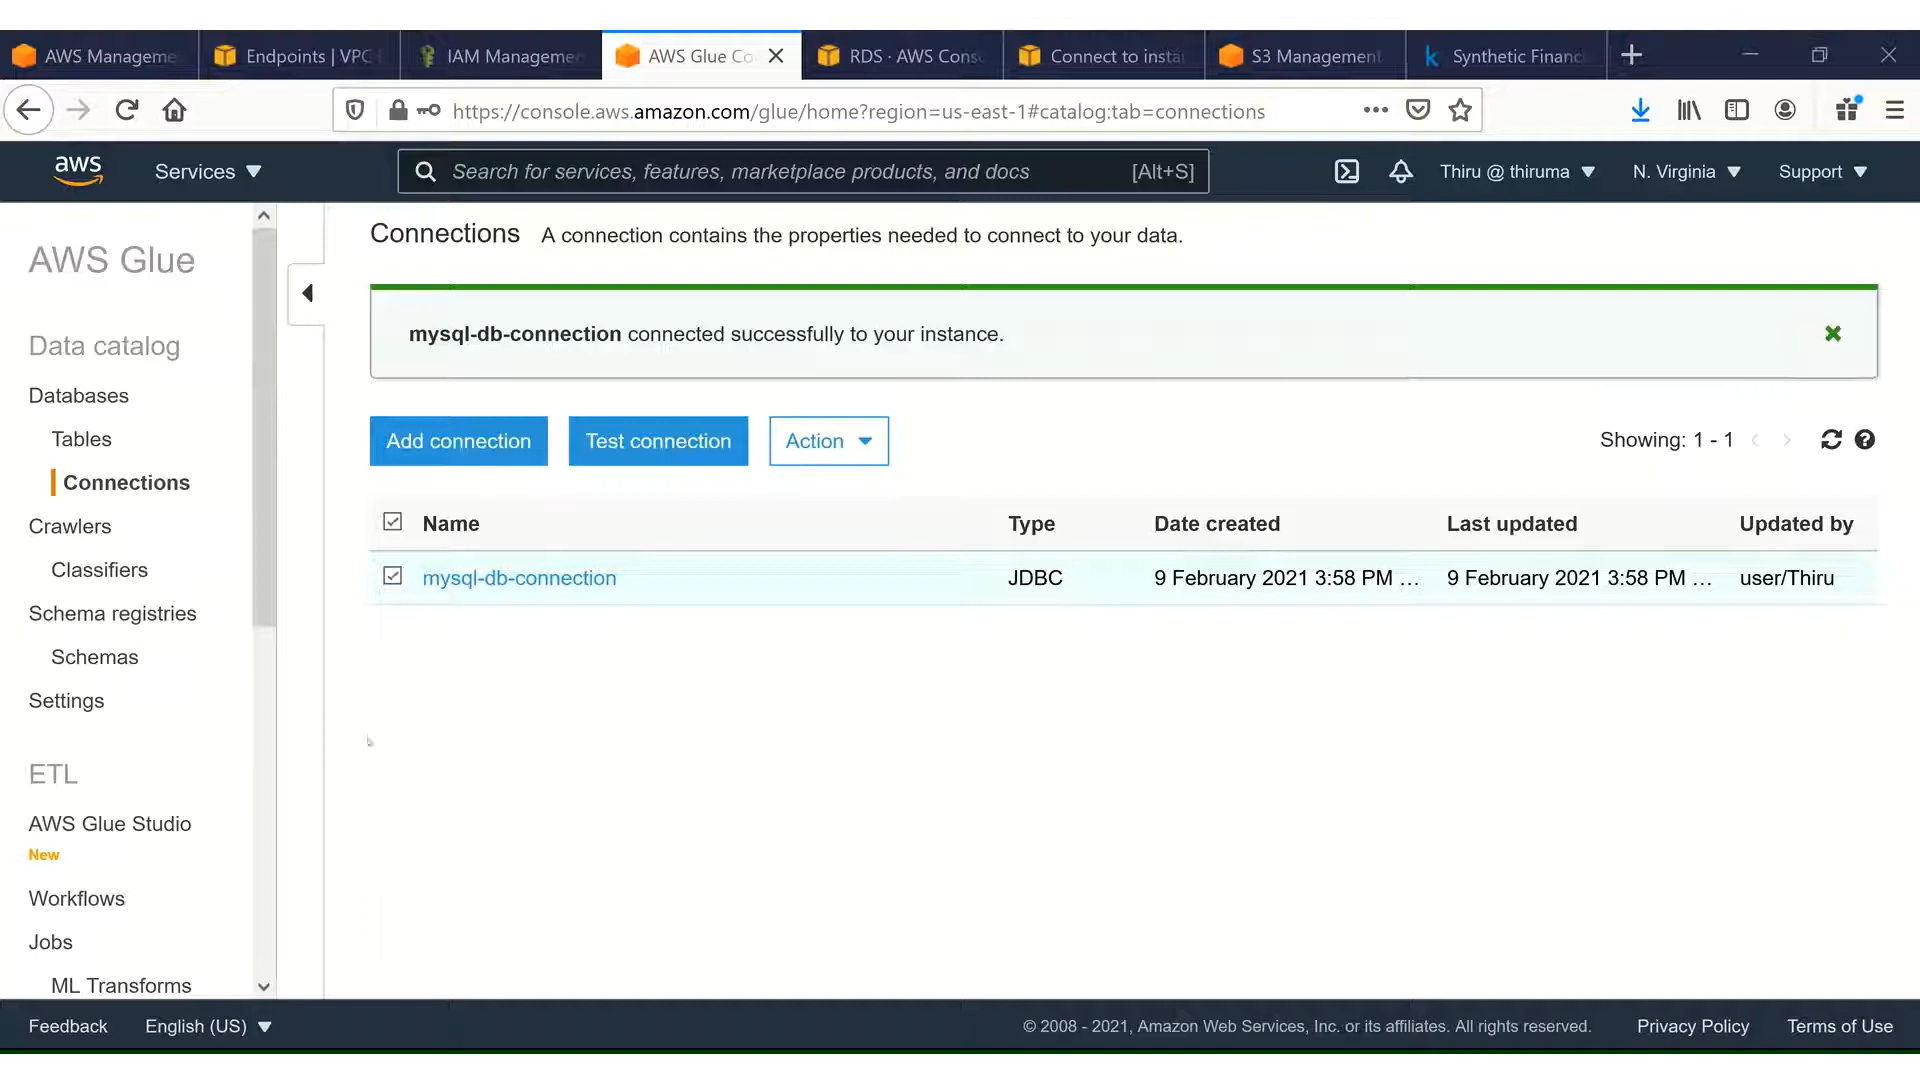 AWS Manageme
Endpoints | VPC
IAM Manageme
AWS Glue Co
RDS · AWS Cons
Connect to insta
S3 Management
Synthetic Financ
https://console.aws.amazon.com/glue/home?region=us-east-1#catalog:tab=connections
aws
Services
Search for services, features, marketplace products, and docs
[Alt+S]
Thiru @ thiruma
N. Virginia
Support
AWS Glue
Data catalog
Databases
Tables
Connections
Crawlers
Classifiers
Schema registries
Schemas
Settings
ETL
AWS Glue Studio
New
Workflows
Jobs
ML Transforms
Connections A connection contains the properties needed to connect to your data.
mysql-db-connection connected successfully to your instance.
Add connection
Test connection
Action
Showing: 1 - 1
Name Type Date created Last updated Updated by
mysql-db-connection JDBC 9 February 2021 3:58 PM ... 9 February 2021 3:58 PM ... user/Thiru
Feedback
English (US)
© 2008 - 2021, Amazon Web Services, Inc. or its affiliates. All rights reserved.
Privacy Policy
Terms of Use